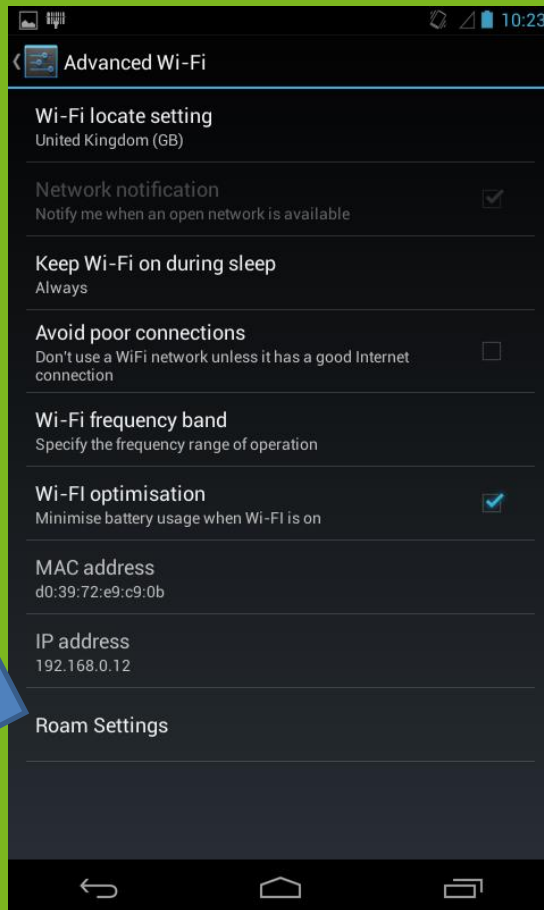 10:23
Advanced Wi-Fi
Wi-Fi locate setting
United Kingdom (GB)
Network notification
Notify me when an open network is available
Keep Wi-Fi on during sleep
Always
Avoid poor connections
Don't use a WiFi network unless it has a good Internet
connection
Wi-Fi frequency band
Specify the frequency range of operation
Wi-FI optimisation
Minimise battery usage when Wi-FI is on
MAC address
d0:39:72:e9:c9:0b
IP address
192.168.0.12
Roam Settings